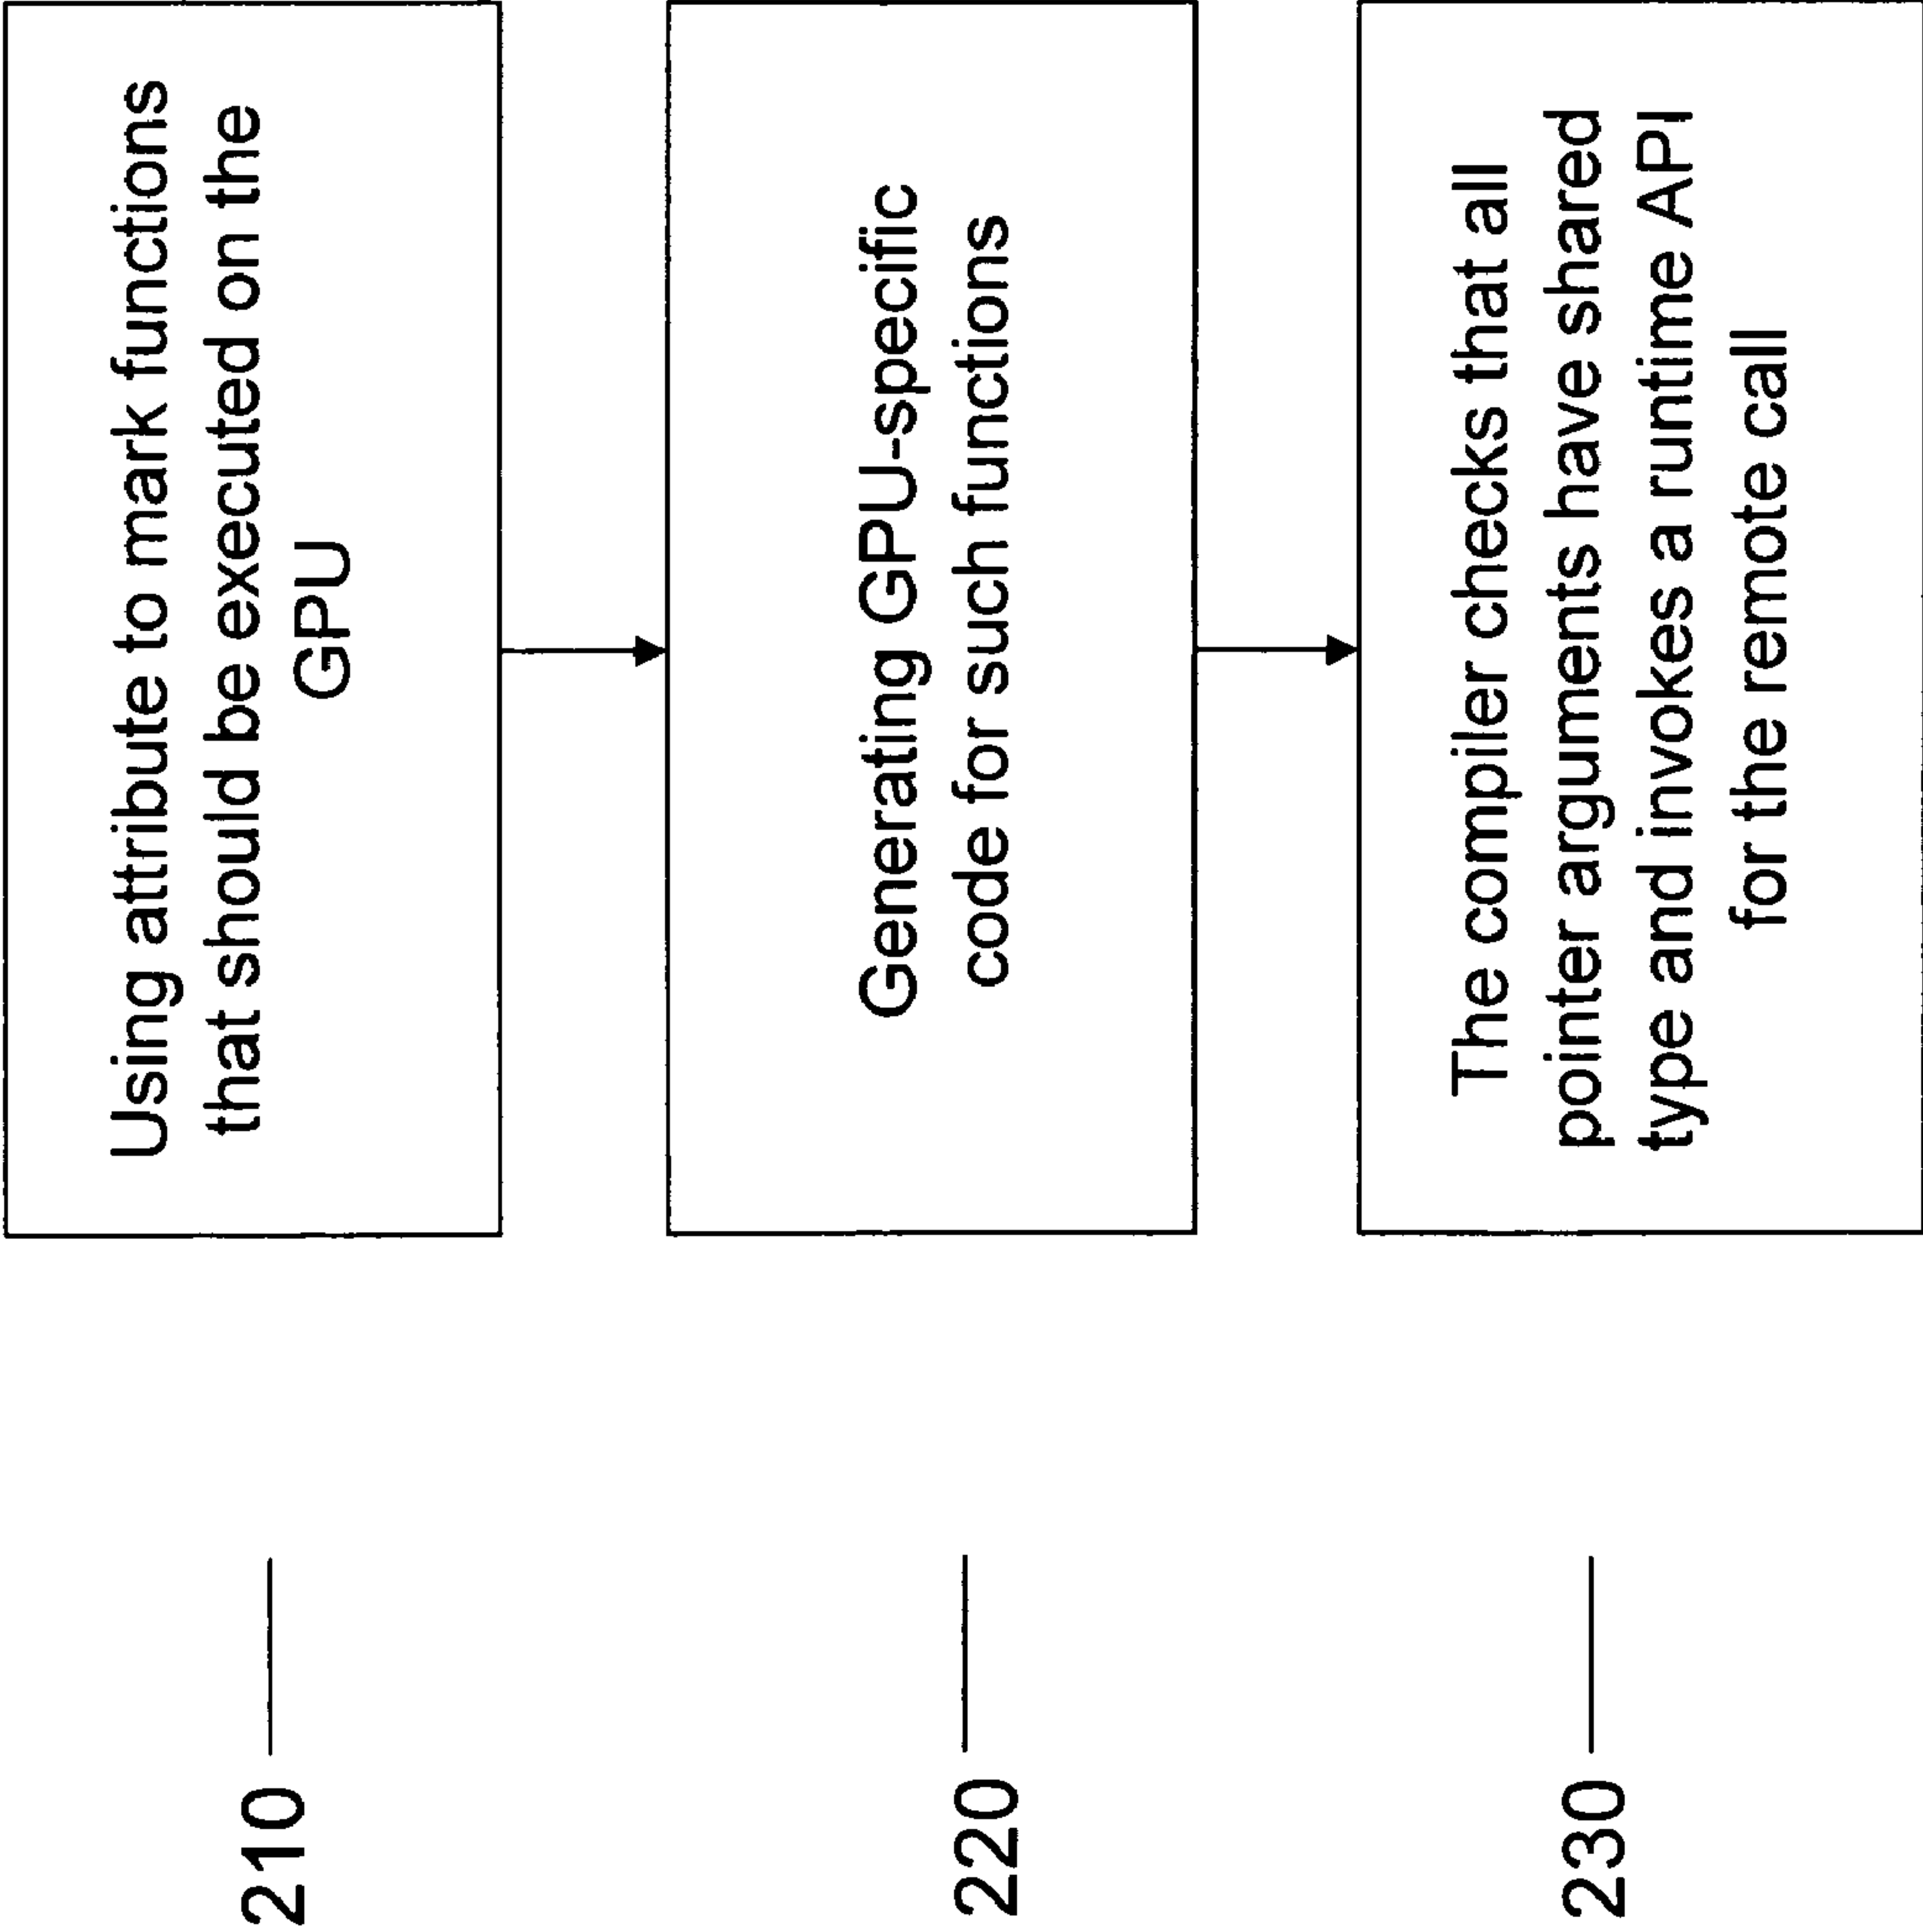 210
Using attribute to mark functions
that should be executed on the
GPU
220
Generating GPU-specific
code for such functions
230
The compiler checks that all
pointer arguments have shared
type and invokes a runtime API
for the remote call